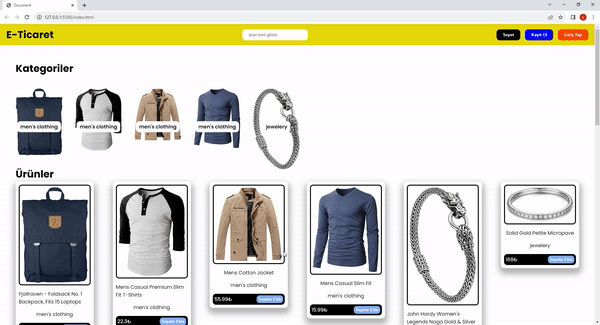 Document
127.0.0.1:5500/index.html
E-Ticaret
ürün ismi giriniz
Sepet
Kayıt Ol
Giriş Yap
Kategoriler
men's clothing
men's clothing
men's clothing
men's clothing
jewelery
Ürünler
Fjallraven - Foldsack No. 1
Backpack, Fits 15 Laptops
men's clothing
Mens Casual Premium Slim
Fit T-Shirts
men's clothing
22.3₺
Sepete Ekle
Mens Cotton Jacket
men's clothing
55.99₺
Sepete Ekle
Mens Casual Slim Fit
men's clothing
15.99₺
Sepete Ekle
John Hardy Women's
Legends Naga Gold & Silver
Solid Gold Petite Micropave
jewelery
168₺
Sepete Ekle